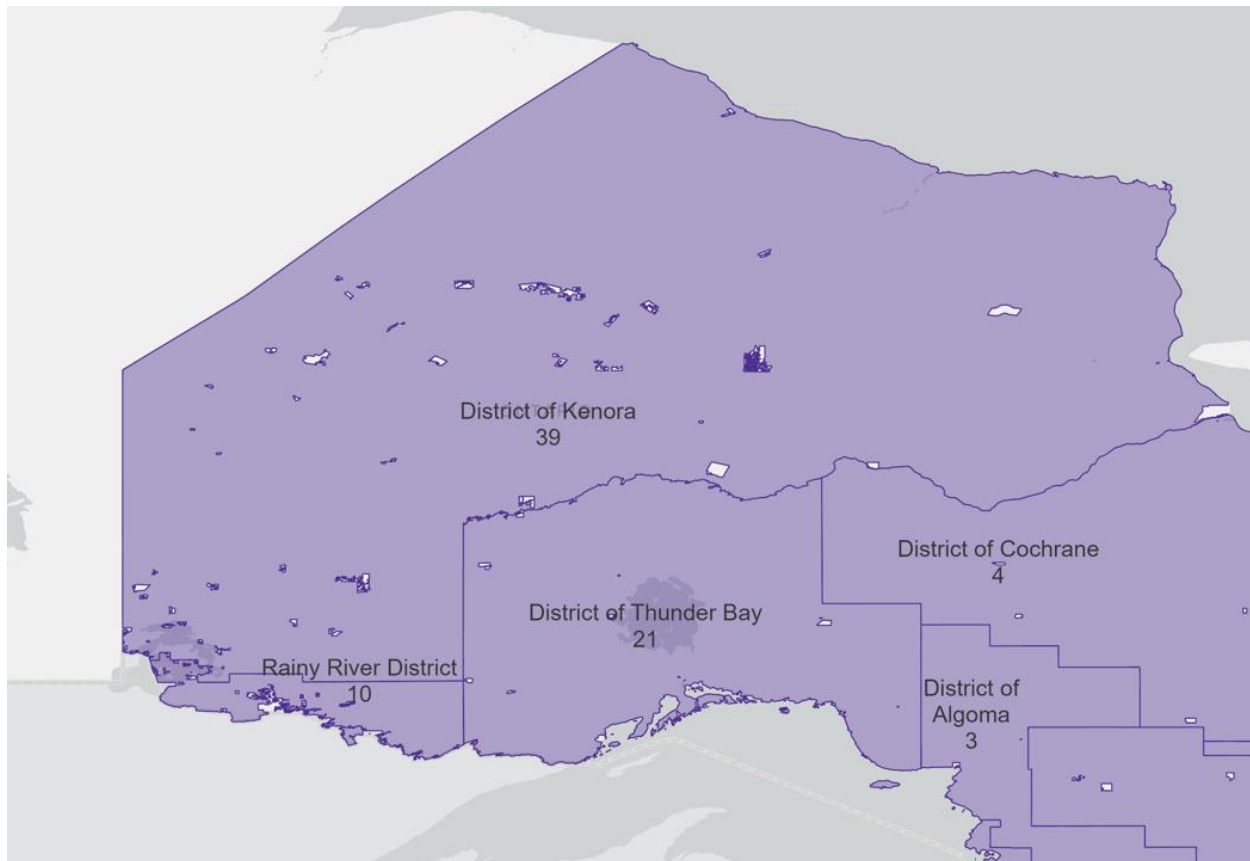 District of Kenora
39
District of Cochrane
4
District of Thunder Bay
21
Rainy River District
10
District of
Algoma
3